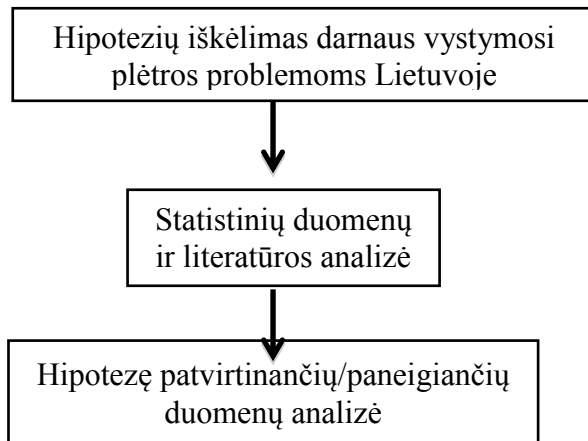 Hipotezių iškėlimas darnaus vystymosi
plėtros problemoms Lietuvoje
Statistinių duomenų
ir literatūros analizė
Hipotezę patvirtinančių/paneigiančių
duomenų analizė